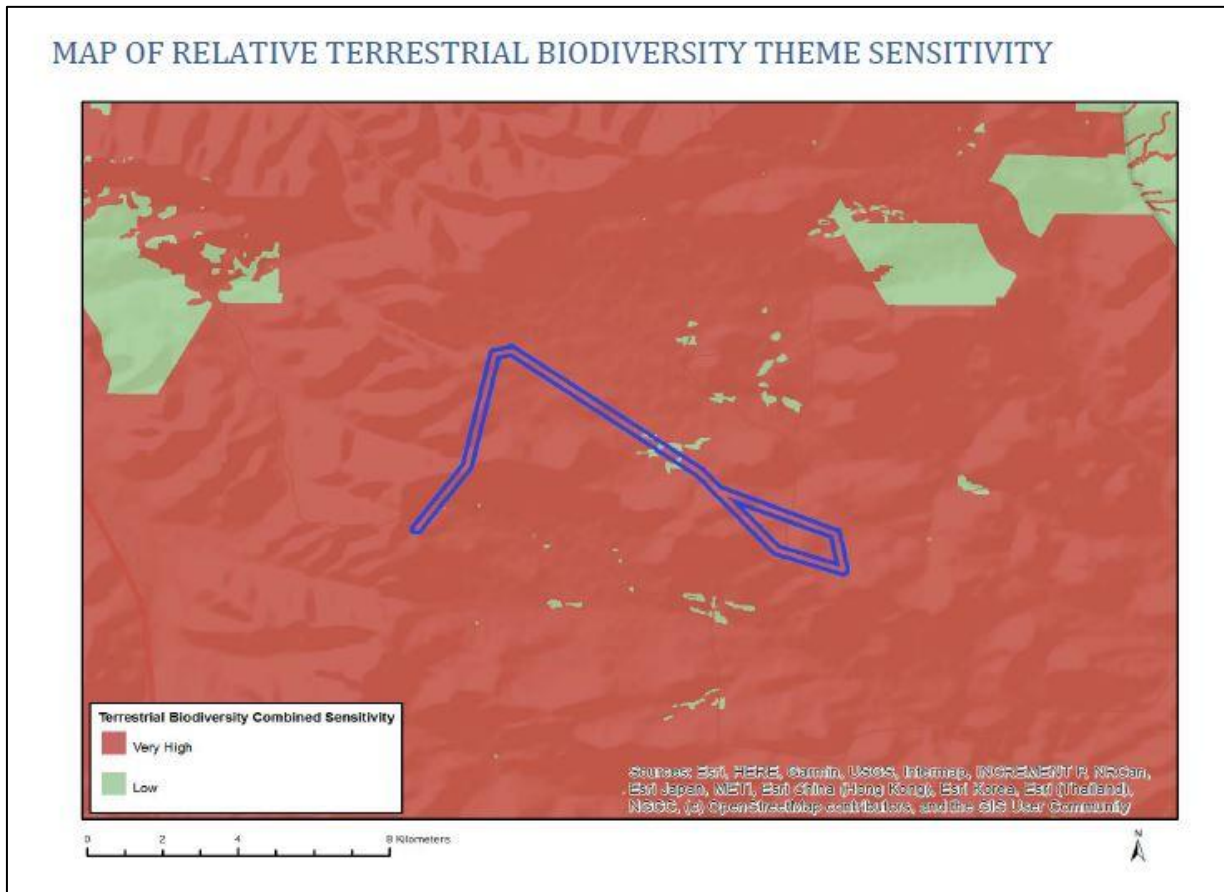 MAP OF RELATIVE TERRESTRIAL BIODIVERSITY THEME SENSITIVITY
Terrestrial Biodiversity Combined Sensitivity
Very High
Low
Sources: Esri, HERE, Garmin, USGS, Intermap, INCREMENT P, NRCan,
Esri Japan, METI, Esri China (Hong Kong), Esri Korea, Esri (Thailand),
NGCC, (c) OpenStreetMap contributors, and the GIS User Community
0 2 4 8 Kilometers
N